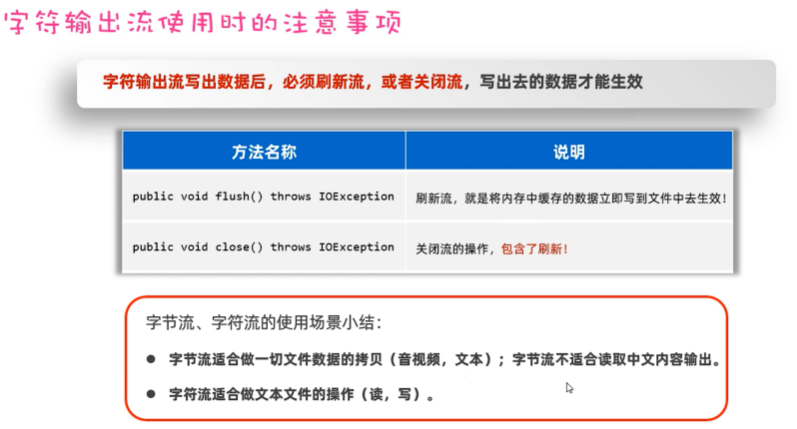 字符输出流使用时的注意事项
字符输出流写出数据后，必须刷新流，或者关闭流，写出去的数据才能生效
方法名称 说明
public void flush() throws IOException 刷新流，就是将内存中缓存的数据立即写到文件中去生效！
public void close() throws IOException 关闭流的操作，包含了刷新！
字节流、字符流的使用场景小结：
● 字节流适合做一切文件数据的拷贝（音视频，文本）；字节流不适合读取中文内容输出。
● 字符流适合做文本文件的操作（读，写）。